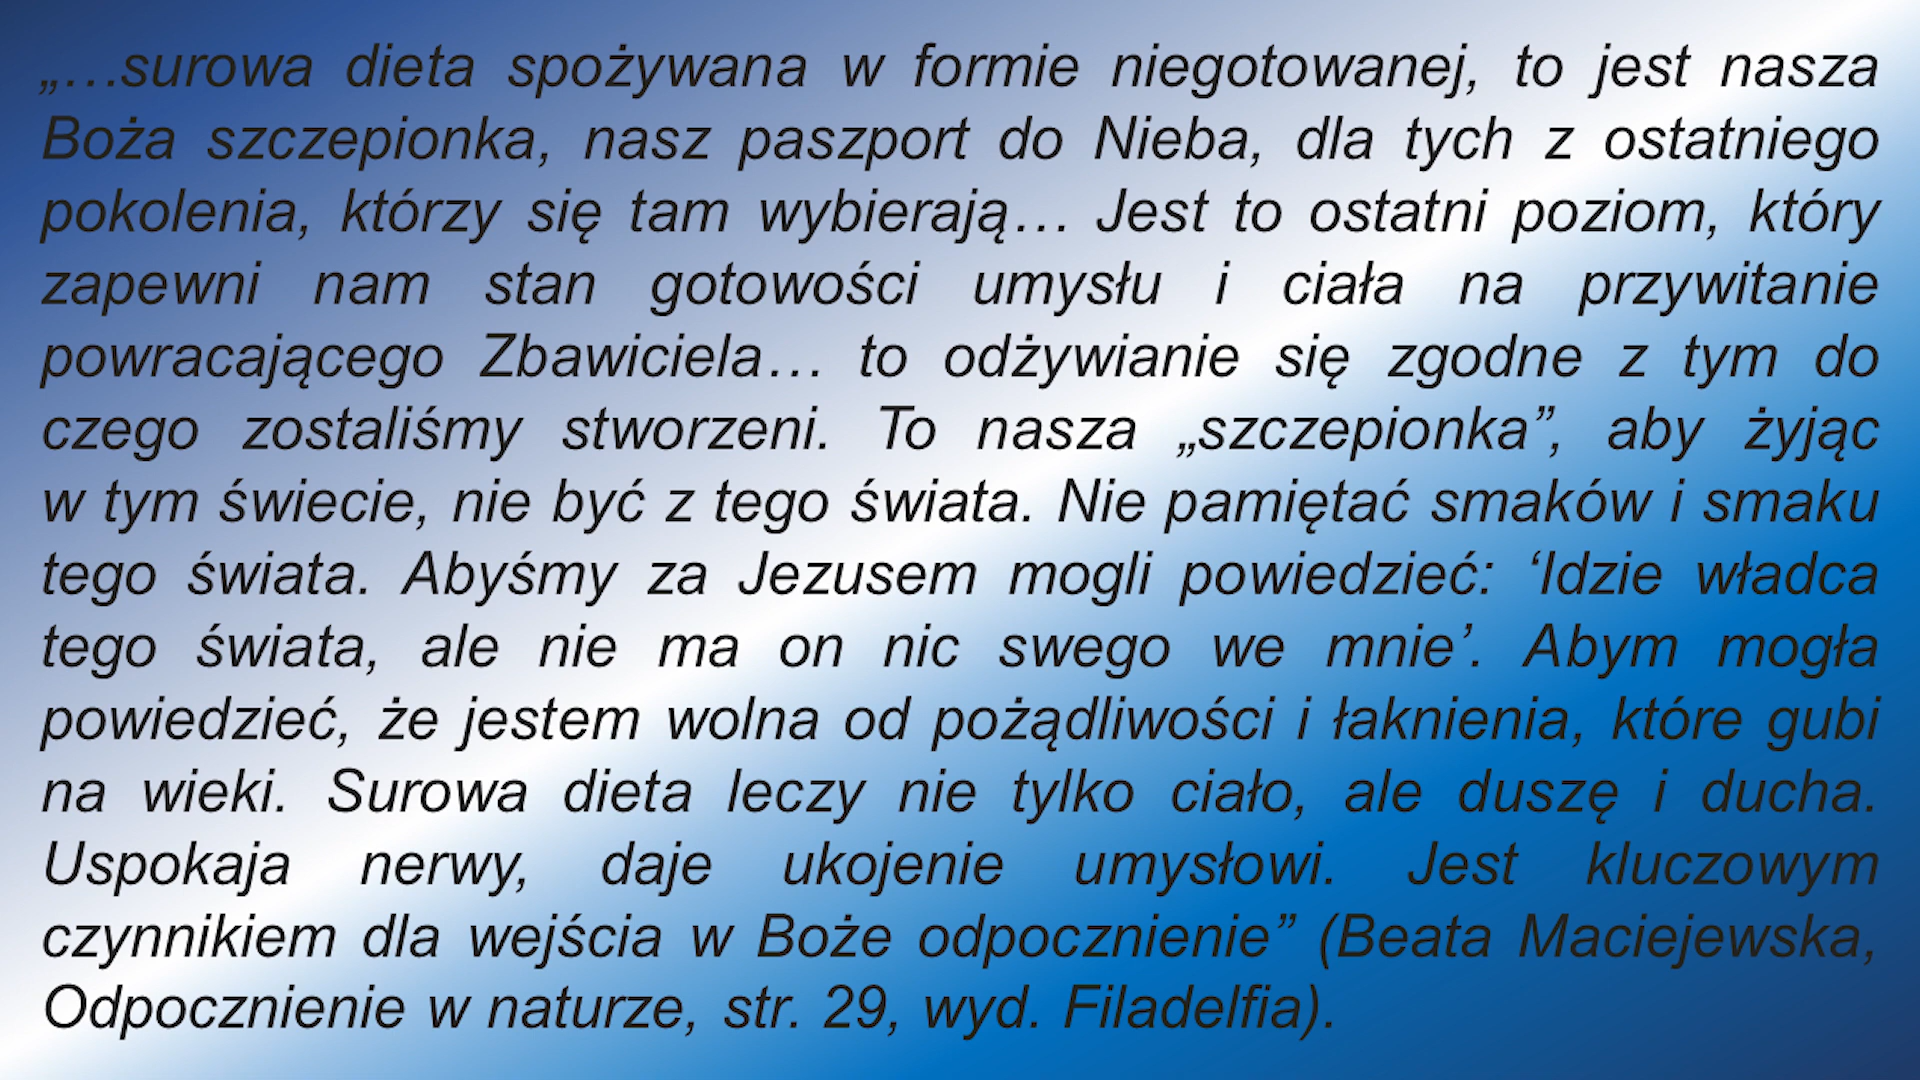 „…surowa dieta spożywana w formie niegotowanej, to jest nasza
Boża szczepionka, nasz paszport do Nieba, dla tych z ostatniego
pokolenia, którzy się tam wybierają… Jest to ostatni poziom, który
zapewni nam stan gotowości umysłu i ciała na przywitanie
powracającego Zbawiciela… to odżywianie się zgodne z tym do
czego zostaliśmy stworzeni. To nasza „szczepionka”, aby żyjąc
w tym świecie, nie być z tego świata. Nie pamiętać smaków i smaku
tego świata. Abyśmy za Jezusem mogli powiedzieć: ‘Idzie władca
tego świata, ale nie ma on nic swego we mnie’. Abym mogła
powiedzieć, że jestem wolna od pożądliwości i łaknienia, które gubi
na wieki. Surowa dieta leczy nie tylko ciało, ale duszę i ducha.
Uspokaja nerwy, daje ukojenie umysłowi. Jest kluczowym
czynnikiem dla wejścia w Boże odpocznienie” (Beata Maciejewska,
Odpocznienie w naturze, str. 29, wyd. Filadelfia).